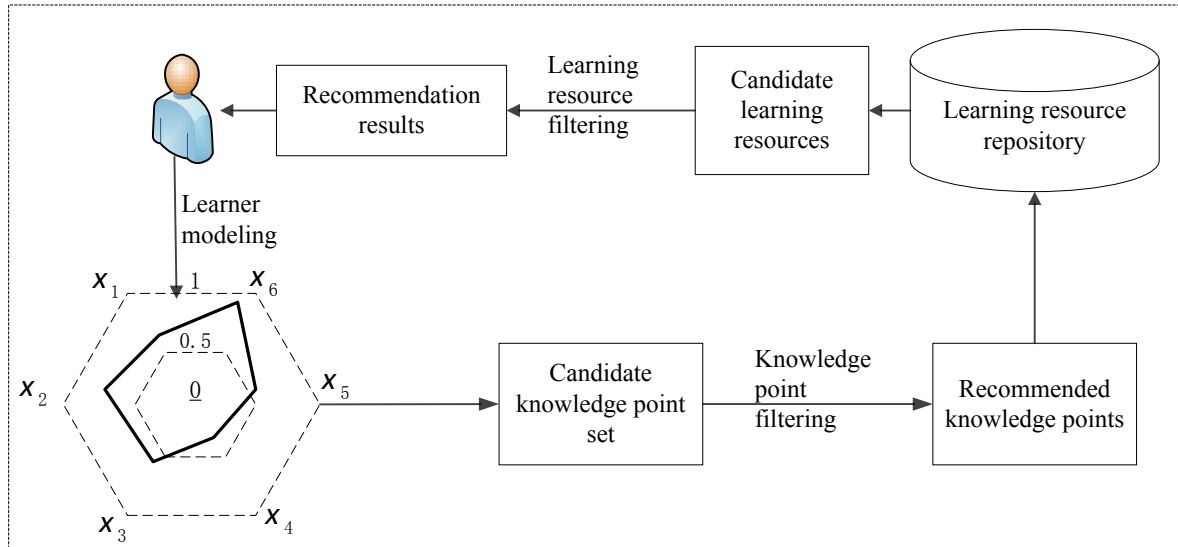 Recommendation
results
Learning
resource
filtering
Candidate
learning
resources
Learning resource
repository
Learner
modeling
x1
1
x6
0.5
0
x2
x5
x3
x4
Candidate
knowledge point
set
Knowledge
point
filtering
Recommended
knowledge points